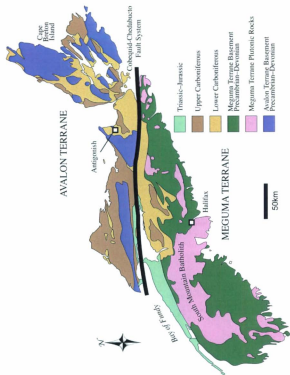 AVALON TERRANE
Cape
Breton
Island
Antigonish
Cobequid-Chedabucto
Fault System
N
Bay of Fundy
South Mountain Batholith
Halifax
MEGUMA TERRANE
50km
Triassic-Jurassic
Upper Carboniferous
Lower Carboniferous
Meguma Terrane Basement
Precambrian-Devonian
Meguma Terrane Plutonic Rocks
Avalon Terrane Basement
Precambrian-Devonian